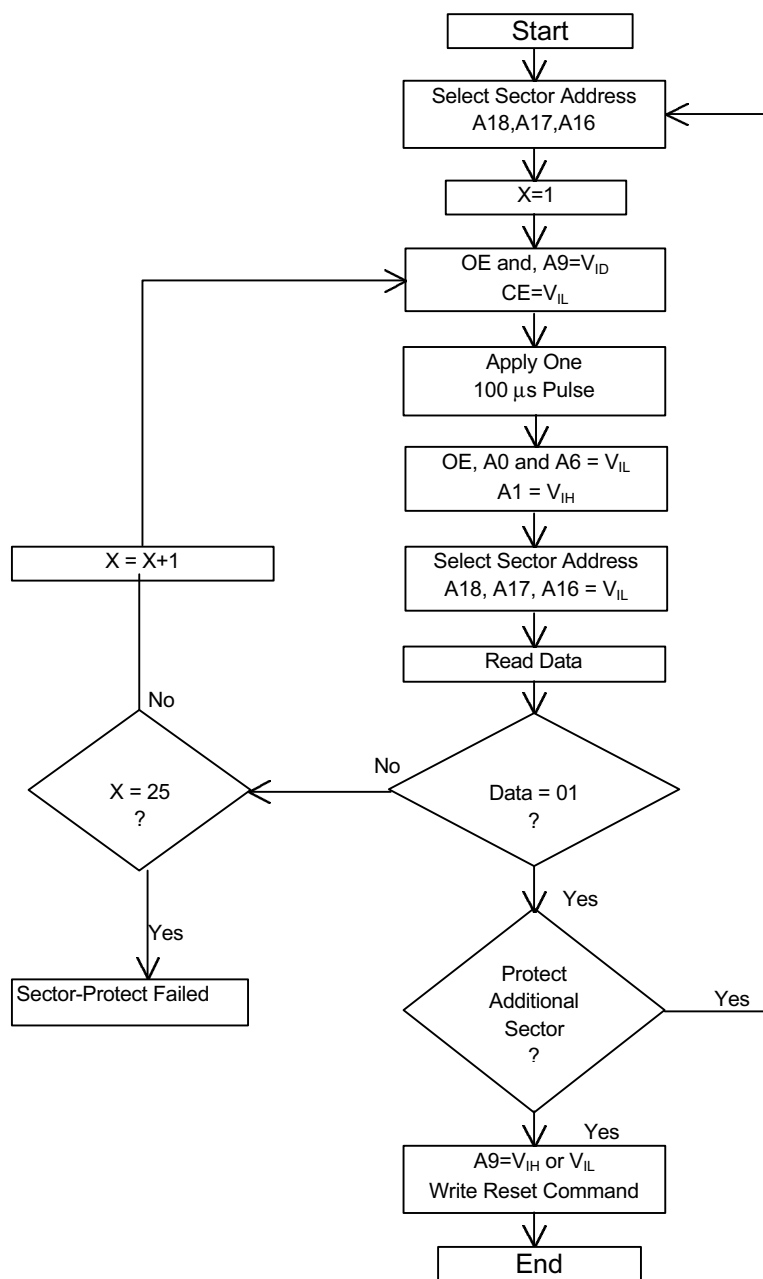 Start
Select Sector Address
A18,A17,A16
X=1
OE and, A9=VID
CE=VIL
Apply One
100 μs Pulse
OE, A0 and A6 = VIL
A1 = VIH
X = X+1
Select Sector Address
A18, A17, A16 = VIL
Read Data
No
No
X = 25
?
Data = 01
?
Yes
Yes
Sector-Protect Failed
Protect
Additional
Sector
?
Yes
Yes
A9=VIH or VIL
Write Reset Command
End